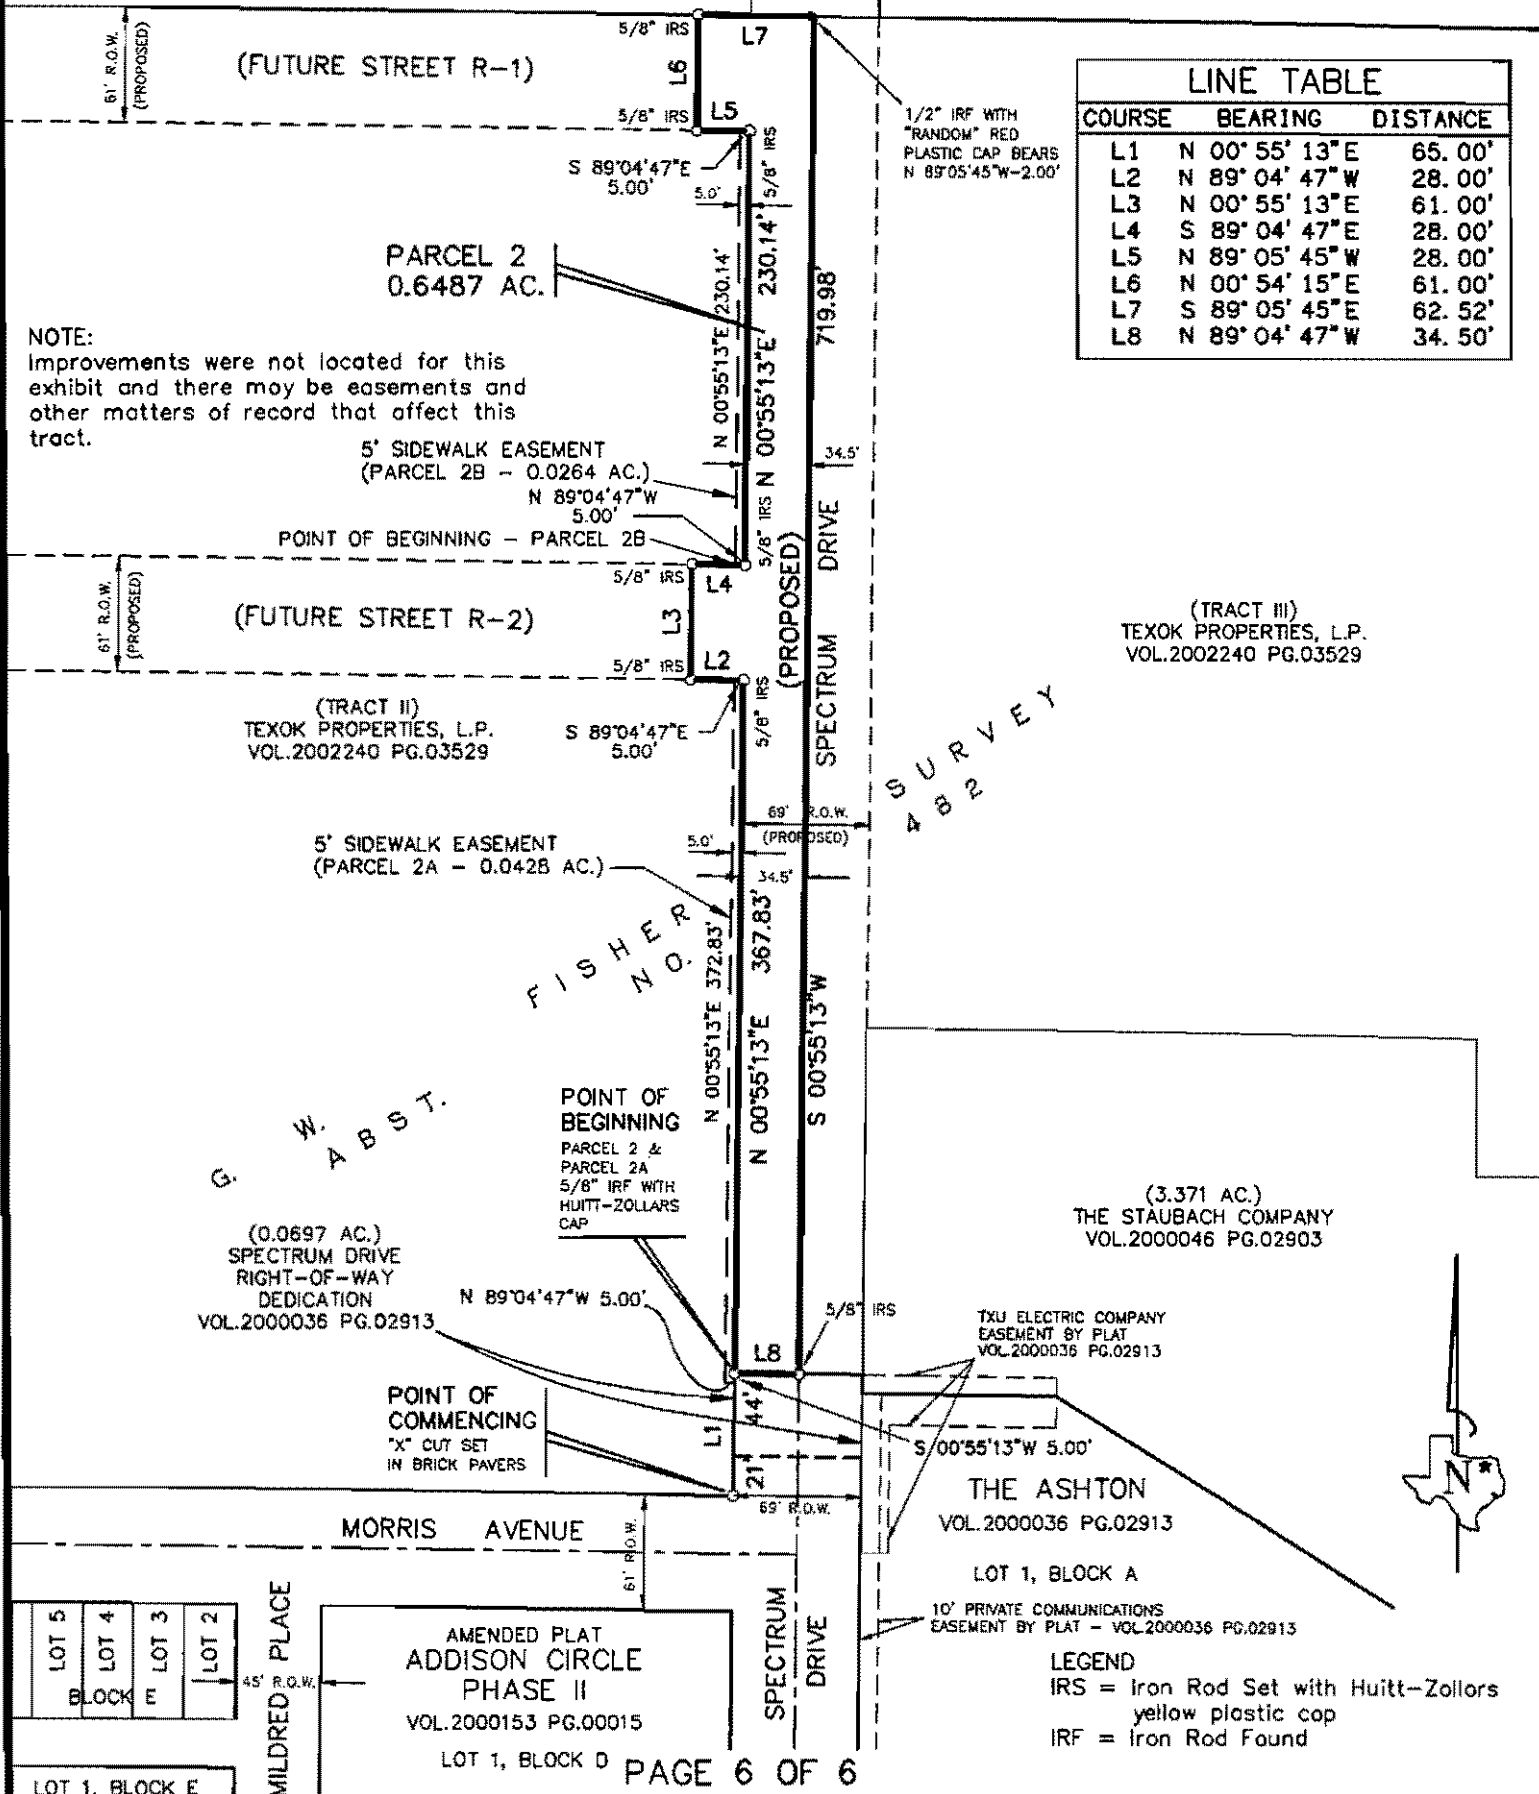 61' R.O.W.
(PROPOSED)
(FUTURE STREET R-1)
5/8" IRS
L7
L6
5/8" IRS
L5
S 89°04'47"E
5.00'
5.0'
5/8" IRS
1/2" IRF WITH
"RANDOM" RED
PLASTIC CAP BEARS
N 89°05'45"W-2.00'
LINE TABLE
COURSE BEARING DISTANCE
L1 N 00°55'13"E 65.00'
L2 N 89°04'47"W 28.00'
L3 N 00°55'13"E 61.00'
L4 S 89°04'47"E 28.00'
L5 N 89°05'45"W 28.00'
L6 N 00°54'15"E 61.00'
L7 S 89°05'45"E 62.52'
L8 N 89°04'47"W 34.50'
PARCEL 2
0.6487 AC.
N 00°55'13"E 230.14'
N 00°55'13"E 230.14'
719.98'
NOTE:
Improvements were not located for this
exhibit and there may be easements and
other matters of record that affect this
tract.
5' SIDEWALK EASEMENT
(PARCEL 2B - 0.0264 AC.)
N 89°04'47"W
5.00'
POINT OF BEGINNING - PARCEL 2B
34.5'
5/8" IRS
5/8" IRS
L4
L3
5/8" IRS
L2
61' R.O.W.
(PROPOSED)
(FUTURE STREET R-2)
(PROPOSED)
SPECTRUM DRIVE
(TRACT III)
TEXOK PROPERTIES, L.P.
VOL.2002240 PG.03529
(TRACT II)
TEXOK PROPERTIES, L.P.
VOL.2002240 PG.03529
S 89°04'47"E
5.00'
5/8" IRS
69' R.O.W.
(PROPOSED)
5.0'
34.5'
5' SIDEWALK EASEMENT
(PARCEL 2A - 0.0428 AC.)
G. W. FISHER SURVEY
ABST. NO. 482
N 00°55'13"E 372.83'
N 00°55'13"E 367.83'
S 00°55'13"W
POINT OF
BEGINNING
PARCEL 2 &
PARCEL 2A
5/8" IRF WITH
HUITT-ZOLLARS
CAP
(0.0697 AC.)
SPECTRUM DRIVE
RIGHT-OF-WAY
DEDICATION
VOL.2000036 PG.02913
N 89°04'47"W 5.00'
(3.371 AC.)
THE STAUBACH COMPANY
VOL.2000046 PG.02903
5/8" IRS
L8
TXU ELECTRIC COMPANY
EASEMENT BY PLAT
VOL.2000036 PG.02913
POINT OF
COMMENCING
"X" CUT SET
IN BRICK PAVERS
L1
44'
21'
S 00°55'13"W 5.00'
69' R.O.W.
THE ASHTON
VOL.2000036 PG.02913
LOT 1, BLOCK A
N
MORRIS AVENUE
61' R.O.W.
10' PRIVATE COMMUNICATIONS
EASEMENT BY PLAT - VOL.2000036 PG.02913
LOT 5
LOT 4
LOT 3
LOT 2
BLOCK E
45' R.O.W.
MILDRED PLACE
AMENDED PLAT
ADDISON CIRCLE
PHASE II
VOL.2000153 PG.00015
LOT 1, BLOCK D
SPECTRUM DRIVE
LEGEND
IRS = Iron Rod Set with Huitt-Zollars
yellow plastic cap
IRF = Iron Rod Found
LOT 1, BLOCK E
PAGE 6 OF 6